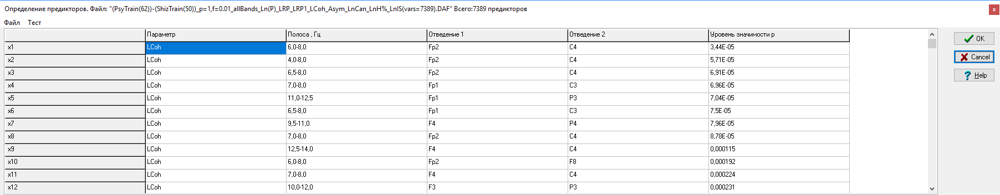 Определение предикторов. Файл: "(PsyTrain(62))-(ShizTrain(50))_p=1,f=0.01_allBands_Ln(P)_LRP_LRP1_LCoh_Asym_LnCan_LnH%_LnIS(vars=7389).DAF" Всего:7389 предикторов
x
Файл Тест
Параметр Полоса , Гц Отведение 1 Отведение 2 Уровень значимости p
x1 LCoh 6,0-8,0 Fp2 C4 3,44E-05
x2 LCoh 4,0-8,0 Fp2 C4 5,71E-05
x3 LCoh 6,5-8,0 Fp2 C4 6,91E-05
x4 LCoh 7,0-8,0 Fp1 C3 6,96E-05
x5 LCoh 11,0-12,5 Fp1 P3 7,04E-05
x6 LCoh 6,5-8,0 Fp1 C3 7,5E-05
x7 LCoh 9,5-11,0 F4 P4 7,96E-05
x8 LCoh 7,0-8,0 Fp2 C4 8,78E-05
x9 LCoh 12,5-14,0 F4 C4 0,000115
x10 LCoh 6,0-8,0 Fp2 F8 0,000192
x11 LCoh 7,0-8,0 F4 C4 0,000224
x12 LCoh 10,0-12,0 F3 P3 0,000231
OK
Cancel
Help